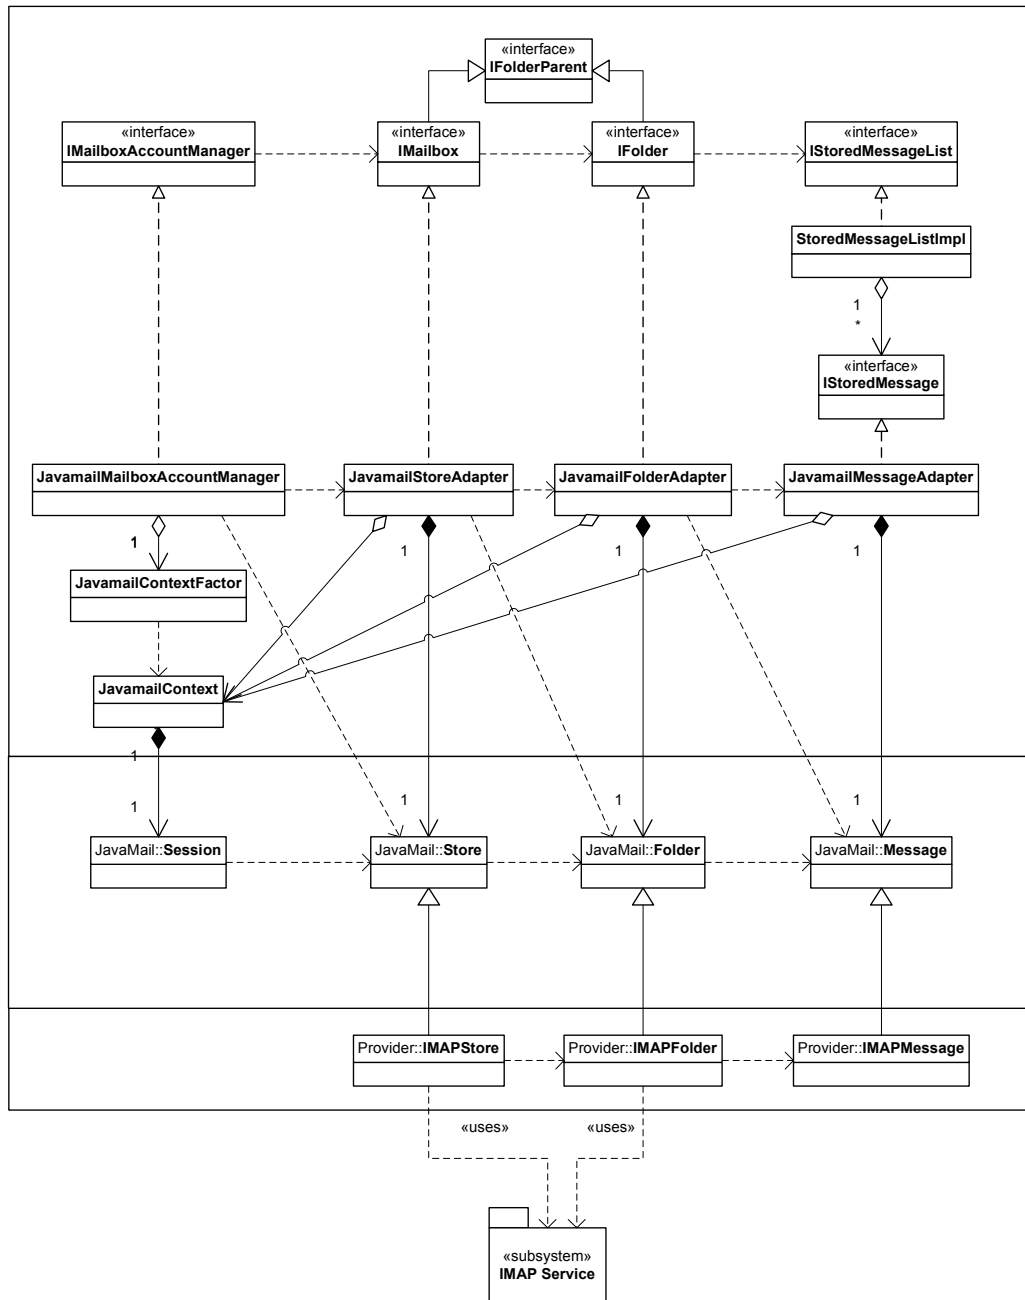 «interface»
IFolderParent
«interface»
IMailboxAccountManager
«interface»
IMailbox
«interface»
IFolder
«interface»
IStoredMessageList
StoredMessageListImpl
1
*
«interface»
IStoredMessage
JavamailMailboxAccountManager
JavamailStoreAdapter
JavamailFolderAdapter
JavamailMessageAdapter
1
1
1
1
JavamailContextFactor
JavamailContext
1
1
1
1
1
JavaMail::Session
JavaMail::Store
JavaMail::Folder
JavaMail::Message
Provider::IMAPStore
Provider::IMAPFolder
Provider::IMAPMessage
«uses»
«uses»
«subsystem»
IMAP Service